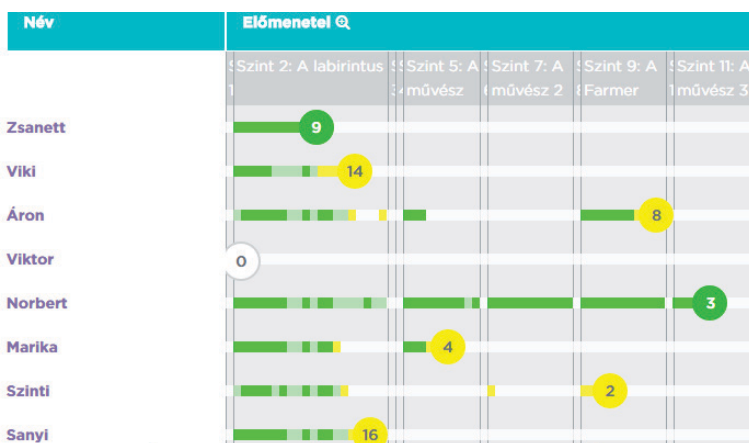 Név Előmenetel
Szint 2: A labirintus Szint 5: A Szint 7: A Szint 9: A Szint 11: A
művész művész 2 Farmer művész 3
Zsanett 9
Viki 14
Áron 8
Viktor 0
Norbert 3
Marika 4
Szinti 2
Sanyi 16